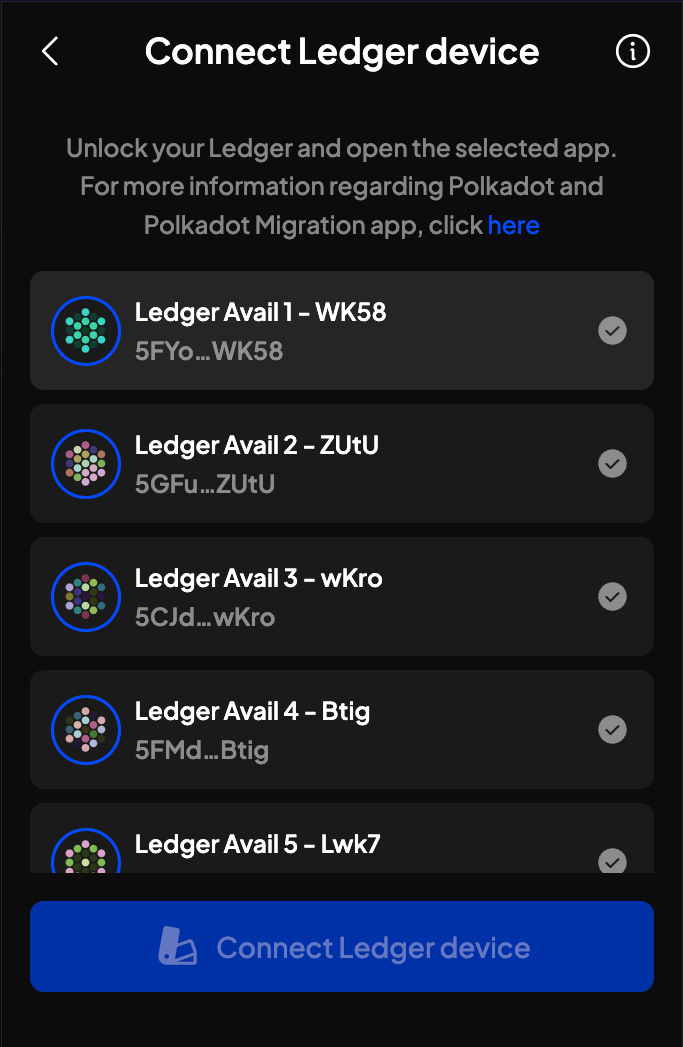 Connect Ledger device
Unlock your Ledger and open the selected app.
For more information regarding Polkadot and
Polkadot Migration app, click here
Ledger Avail 1 - WK58
5FYo...WK58
Ledger Avail 2 - ZUtU
5GFu...ZUtU
Ledger Avail 3 - wKro
5CJd...wKro
Ledger Avail 4 - Btig
5FMd...Btig
Ledger Avail 5 - Lwk7
Connect Ledger device